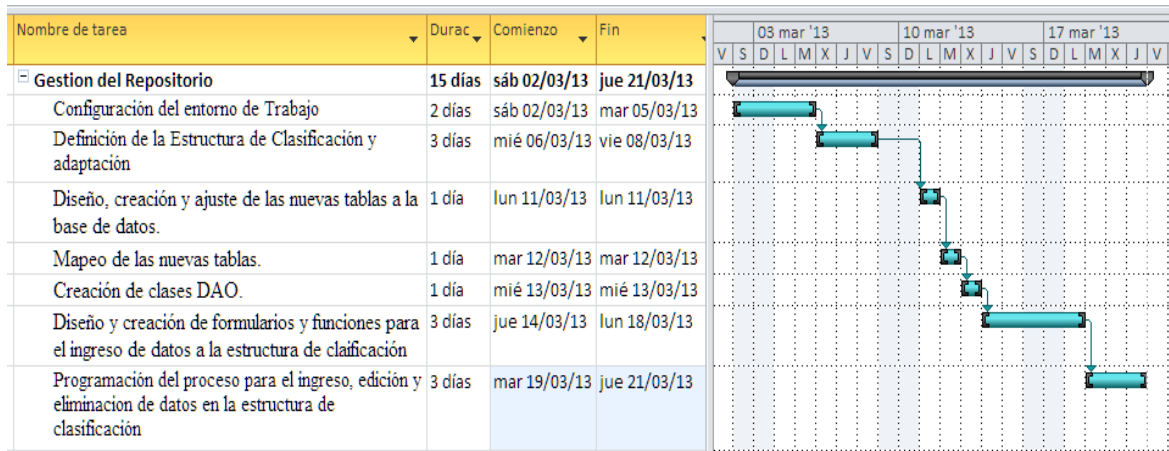 Nombre de tarea Durac Comienzo Fin 03 mar '13 10 mar '13 17 mar '13
V S D L M X J V S D L M X J V S D L M X J V
Gestion del Repositorio 15 días sáb 02/03/13 jue 21/03/13
Configuración del entorno de Trabajo 2 días sáb 02/03/13 mar 05/03/13
Definición de la Estructura de Clasificación y 3 días mié 06/03/13 vie 08/03/13
adaptación
Diseño, creación y ajuste de las nuevas tablas a la 1 día lun 11/03/13 lun 11/03/13
base de datos.
Mapeo de las nuevas tablas. 1 día mar 12/03/13 mar 12/03/13
Creación de clases DAO. 1 día mié 13/03/13 mié 13/03/13
Diseño y creación de formularios y funciones para 3 días jue 14/03/13 lun 18/03/13
el ingreso de datos a la estructura de claificación
Programación del proceso para el ingreso, edición y 3 días mar 19/03/13 jue 21/03/13
eliminacion de datos en la estructura de
clasificación